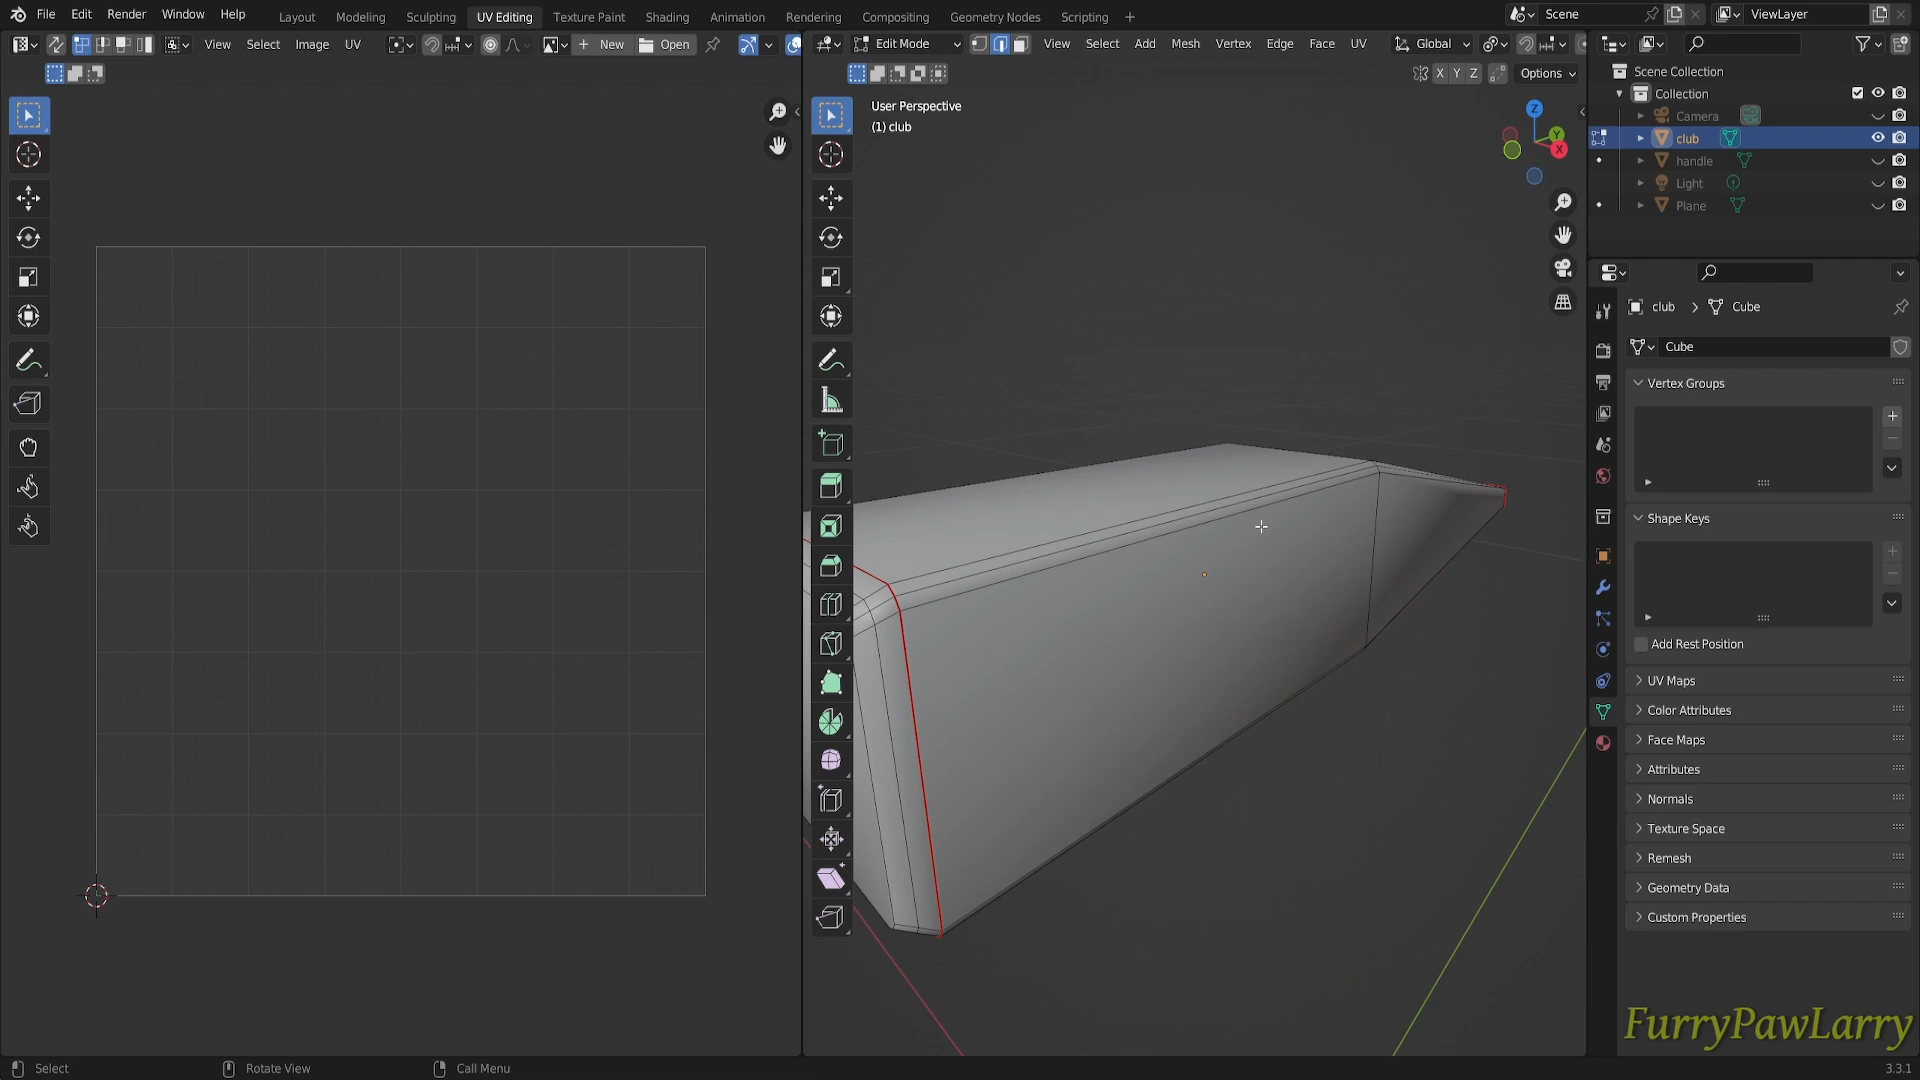 File Edit Render Window Help Layout Modeling Sculpting UV Editing Texture Paint Shading Animation Rendering Compositing Geometry Nodes Scripting + Scene ViewLayer
View Select Image UV New Open Edit Mode View Select Add Mesh Vertex Edge Face UV Global
X Y Z Options
User Perspective
(1) club
Z
Y
X
Scene Collection
Collection
Camera
club
handle
Light
Plane
club > Cube
Cube
Vertex Groups
Shape Keys
Add Rest Position
UV Maps
Color Attributes
Face Maps
Attributes
Normals
Texture Space
Remesh
Geometry Data
Custom Properties
FurryPawLarry
Select Rotate View Call Menu 3.3.1